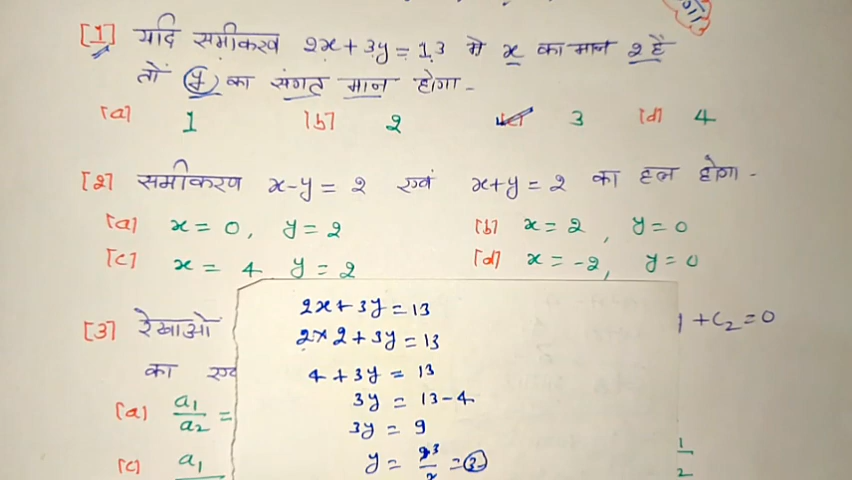 [1] यदि समीकरण 2x+3y=13 मे x का मान 2 है
तो y का संगत मान होगा-
[a] 1 [b] 2 [c] 3 [d] 4
[2] समीकरण x-y=2 एवं x+y=2 का हल होगा-
[a] x=0, y=2 [b] x=2, y=0
[c] x=4 y=2 [d] x=-2, y=0
[3] रेखाओं 1+c₂=0
का एव
[a] a₁/a₂ =
[c] a₁
1/2
2x+3y=13
2×2+3y=13
4+3y=13
3y=13-4
3y=9
y= =3